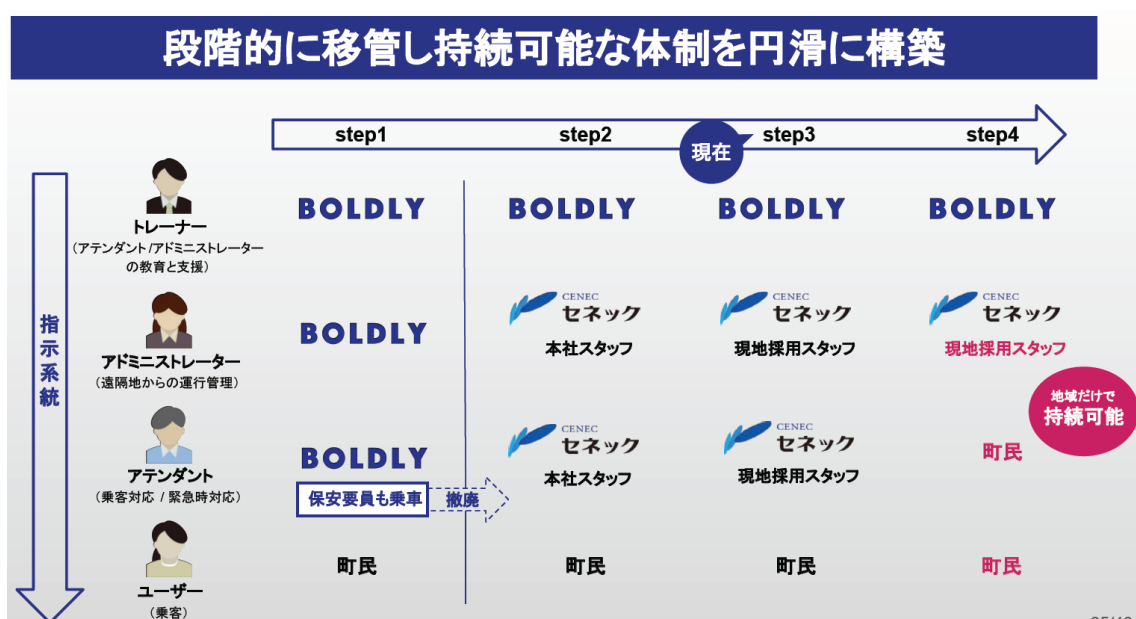 段階的に移管し持続可能な体制を円滑に構築
step1
step2
step3
step4
現在
指示系統
トレーナー
（アテンダント/アドミニストレーター
の教育と支援）
BOLDLY
BOLDLY
BOLDLY
BOLDLY
アドミニストレーター
（遠隔地からの運行管理）
BOLDLY
CENEC
セネック
本社スタッフ
CENEC
セネック
現地採用スタッフ
CENEC
セネック
現地採用スタッフ
地域だけで
持続可能
アテンダント
（乗客対応 / 緊急時対応）
BOLDLY
保安要員も乗車
撤廃
CENEC
セネック
本社スタッフ
CENEC
セネック
現地採用スタッフ
町民
ユーザー
（乗客）
町民
町民
町民
町民